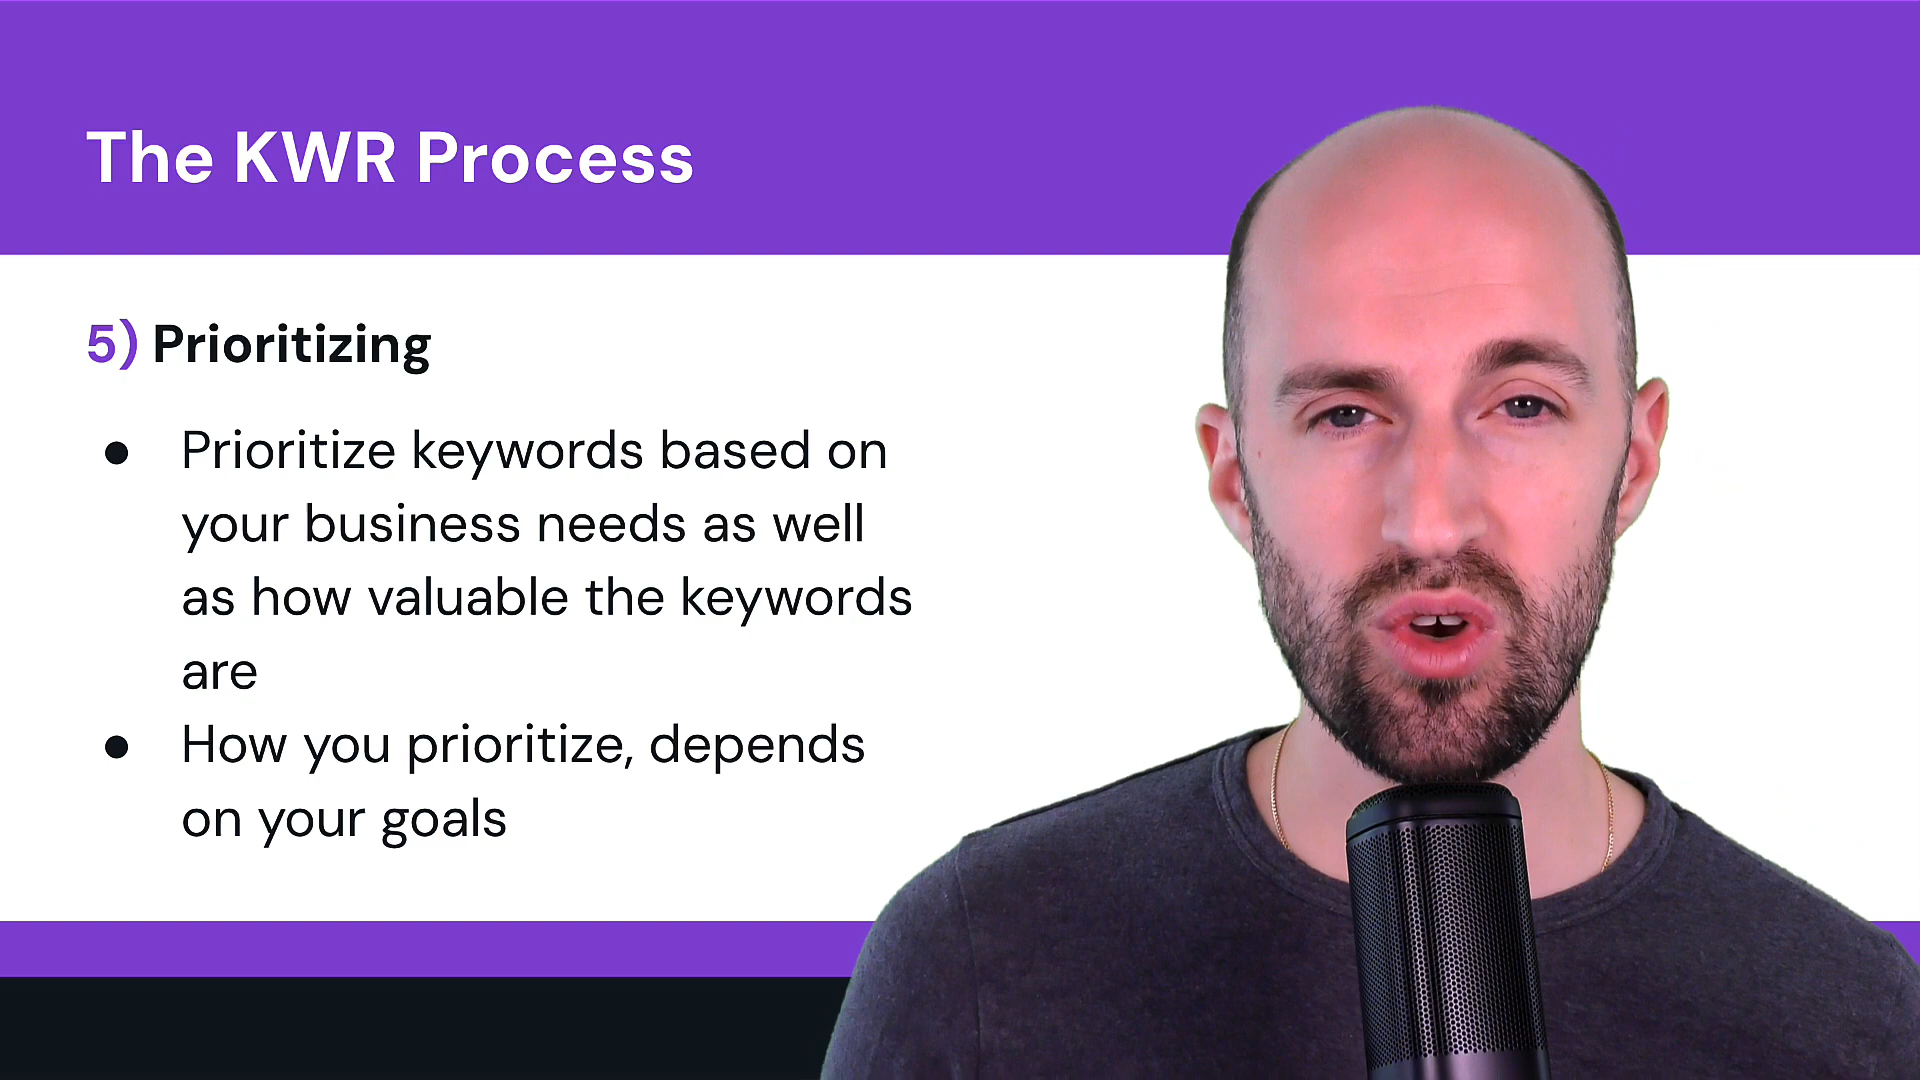 The KWR Process
5) Prioritizing
● Prioritize keywords based on
your business needs as well
as how valuable the keywords
are
● How you prioritize, depends
on your goals